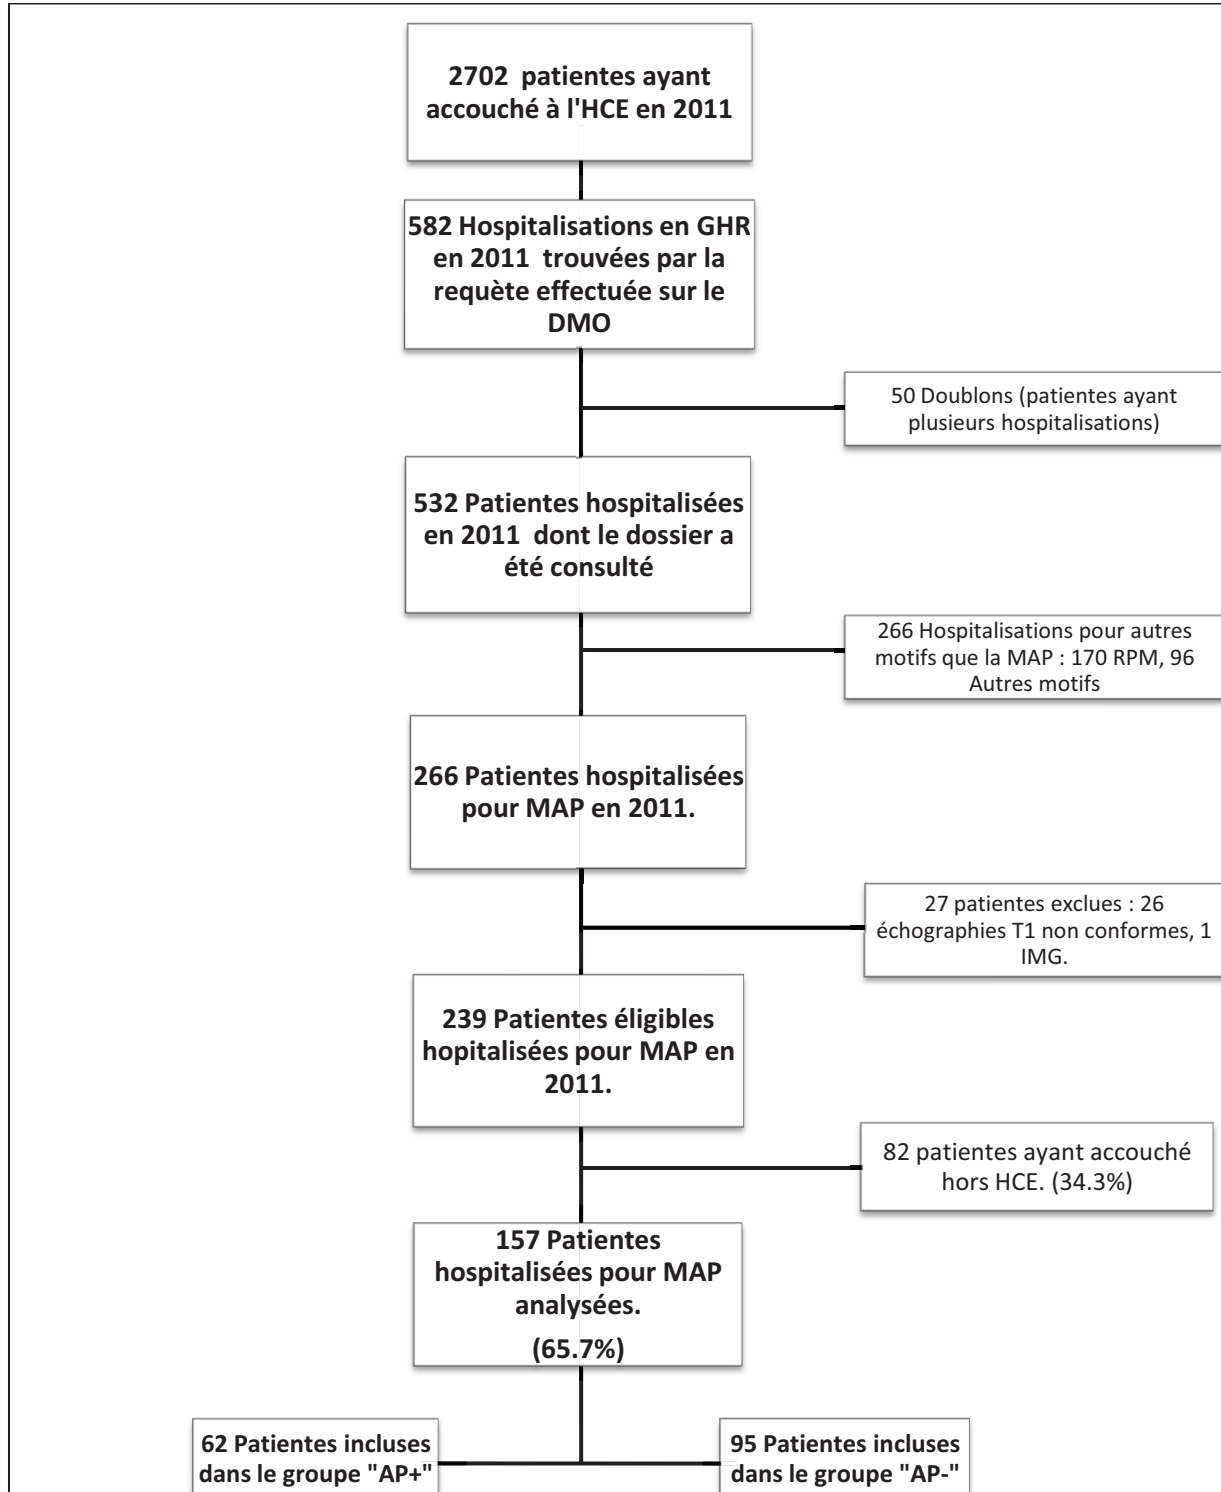 2702 patientes ayant
accouché à l'HCE en 2011
582 Hospitalisations en GHR
en 2011 trouvées par la
requète effectuée sur le
DMO
50 Doublons (patientes ayant
plusieurs hospitalisations)
532 Patientes hospitalisées
en 2011 dont le dossier a
été consulté
266 Hospitalisations pour autres
motifs que la MAP : 170 RPM, 96
Autres motifs
266 Patientes hospitalisées
pour MAP en 2011.
27 patientes exclues : 26
échographies T1 non conformes, 1
IMG.
239 Patientes éligibles
hopitalisées pour MAP en
2011.
82 patientes ayant accouché
hors HCE. (34.3%)
157 Patientes
hospitalisées pour MAP
analysées.
(65.7%)
62 Patientes incluses
dans le groupe "AP+"
95 Patientes incluses
dans le groupe "AP-"